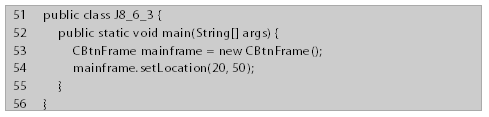 51 public class J8_6_3 {
52 public static void main(String[] args) {
53 CBtnFrame mainframe = new CBtnFrame();
54 mainframe.setLocation(20, 50);
55 }
56 }